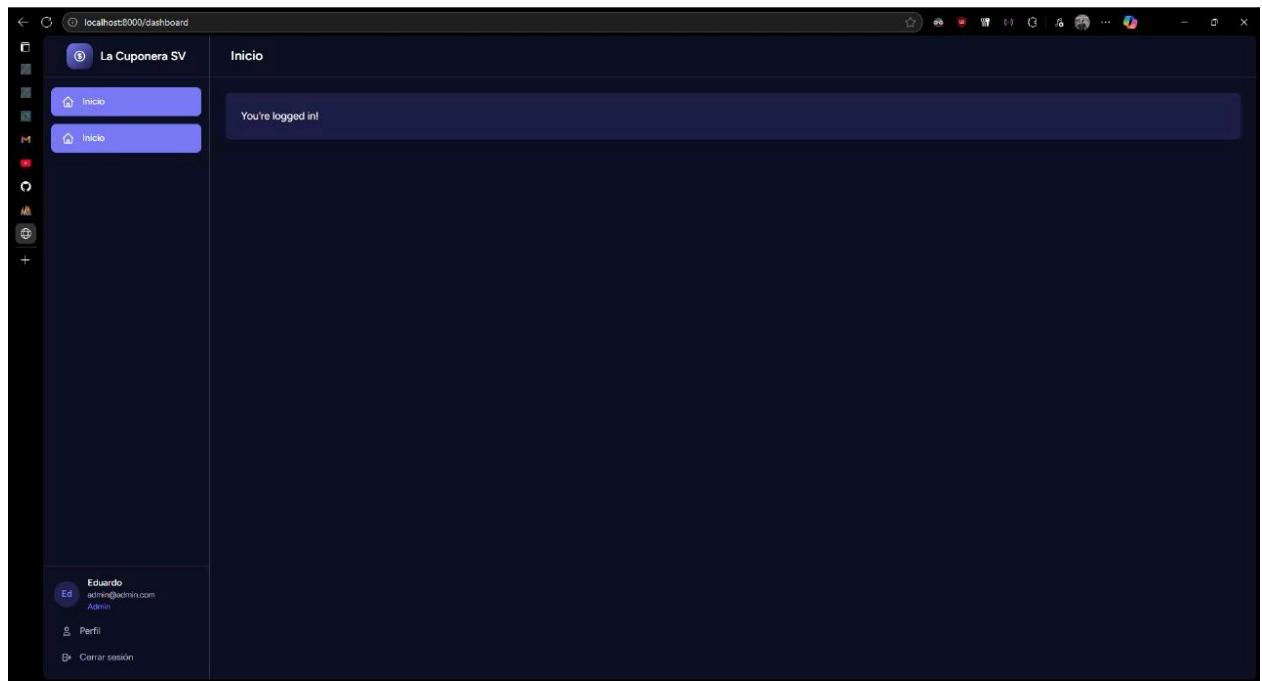 localhost:8000/dashboard
La Cuponera SV
Inicio
Inicio
You're logged in!
Inicio
Ed
Eduardo
admin@admin.com
Admin
Perfil
Cerrar sesión